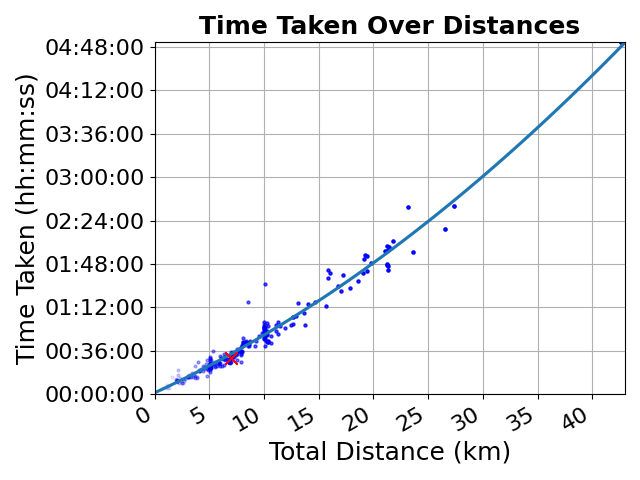 Time Taken Over Distances
Time Taken (hh:mm:ss)
04:48:00
04:12:00
03:36:00
03:00:00
02:24:00
01:48:00
01:12:00
00:36:00
00:00:00
0 5 10 15 20 25 30 35 40
Total Distance (km)